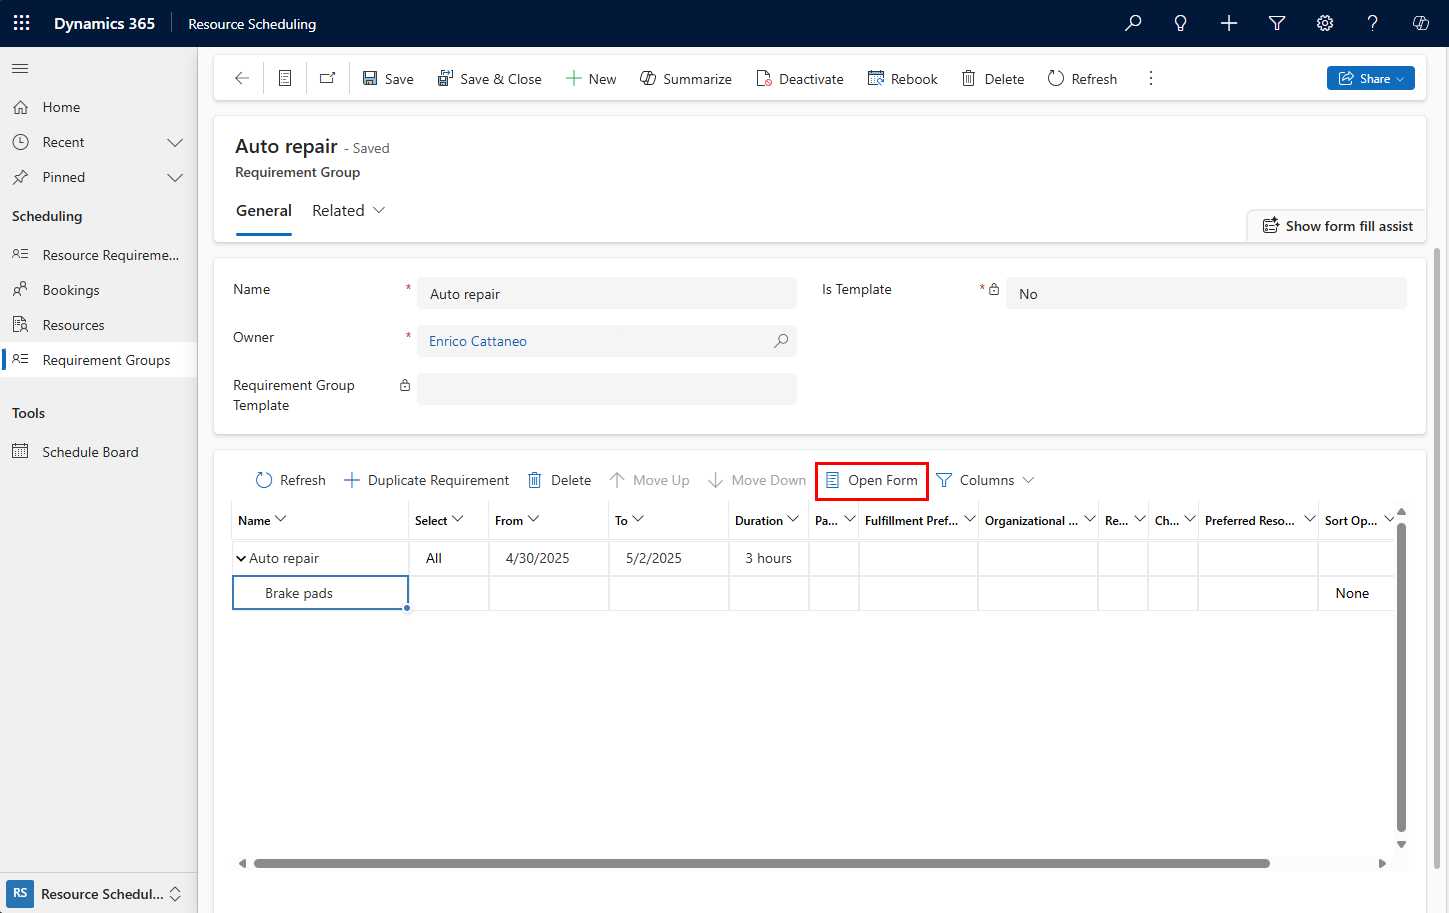 Dynamics 365 Resource Scheduling
Home
Recent
Pinned
Scheduling
Resource Requireme...
Bookings
Resources
Requirement Groups
Tools
Schedule Board
RS Resource Schedul...
Save Save & Close New Summarize Deactivate Rebook Delete Refresh Share
Auto repair - Saved
Requirement Group
General Related
Show form fill assist
Name * Auto repair
Is Template * No
Owner * Enrico Cattaneo
Requirement Group
Template
Refresh Duplicate Requirement Delete Move Up Move Down Open Form Columns
Name Select From To Duration Pa... Fulfillment Pref... Organizational ... Re... Ch... Preferred Reso... Sort Op...
Auto repair All 4/30/2025 5/2/2025 3 hours
Brake pads None